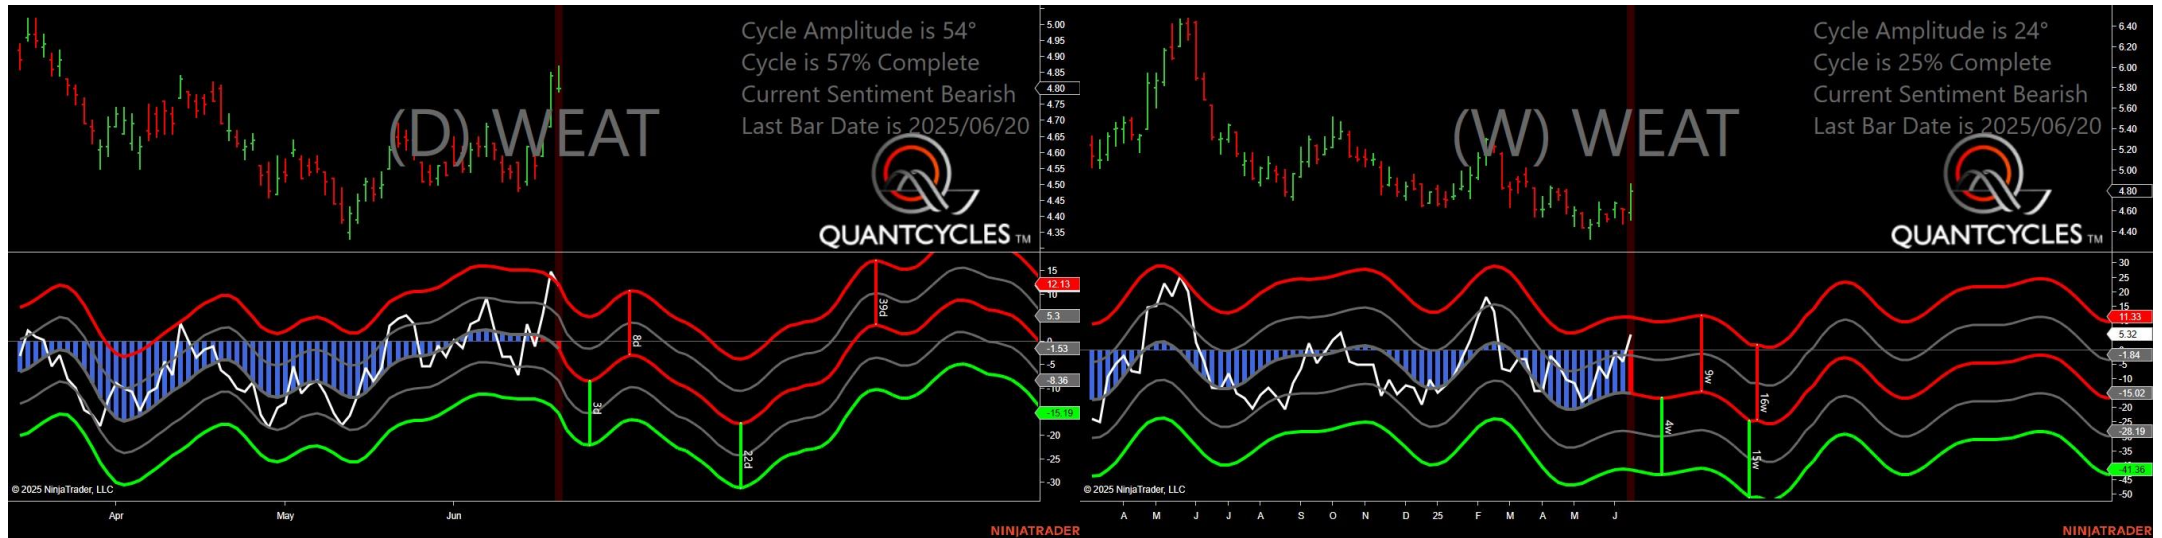 Cycle Amplitude is 54°
Cycle is 57% Complete
Current Sentiment Bearish
Last Bar Date is 2025/06/20
(D) WEAT
QUANTCYCLES TM
5.00
4.95
4.90
4.85
4.80
4.75
4.70
4.65
4.60
4.55
4.50
4.45
4.40
4.35
15
12.13
10
5.3
0
-1.53
-5
-8.36
-10
-15.19
-20
-25
-30
3d
8d
22d
39d
© 2025 NinjaTrader, LLC
Apr May Jun
NINJATRADER
Cycle Amplitude is 24°
Cycle is 25% Complete
Current Sentiment Bearish
Last Bar Date is 2025/06/20
(W) WEAT
QUANTCYCLES TM
6.40
6.20
6.00
5.80
5.60
5.40
5.20
5.00
4.80
4.60
4.40
30
25
20
15
11.33
5.32
-1.84
-5
-10
-15.02
-20
-25
-28.19
-35
-41.36
-45
-50
4w
9w
15w
16w
© 2025 NinjaTrader, LLC
A M J J A S O N D 25 F M A M J
NINJATRADER